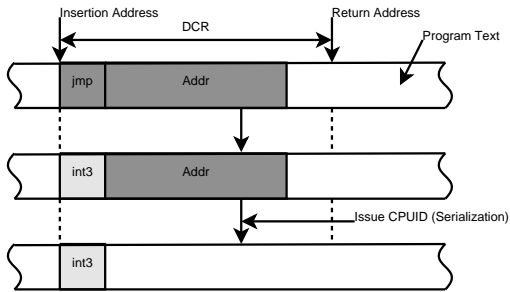 Insertion Address
Return Address
DCR
Program Text
jmp
Addr
int3
Addr
Issue CPUID (Serialization)
int3